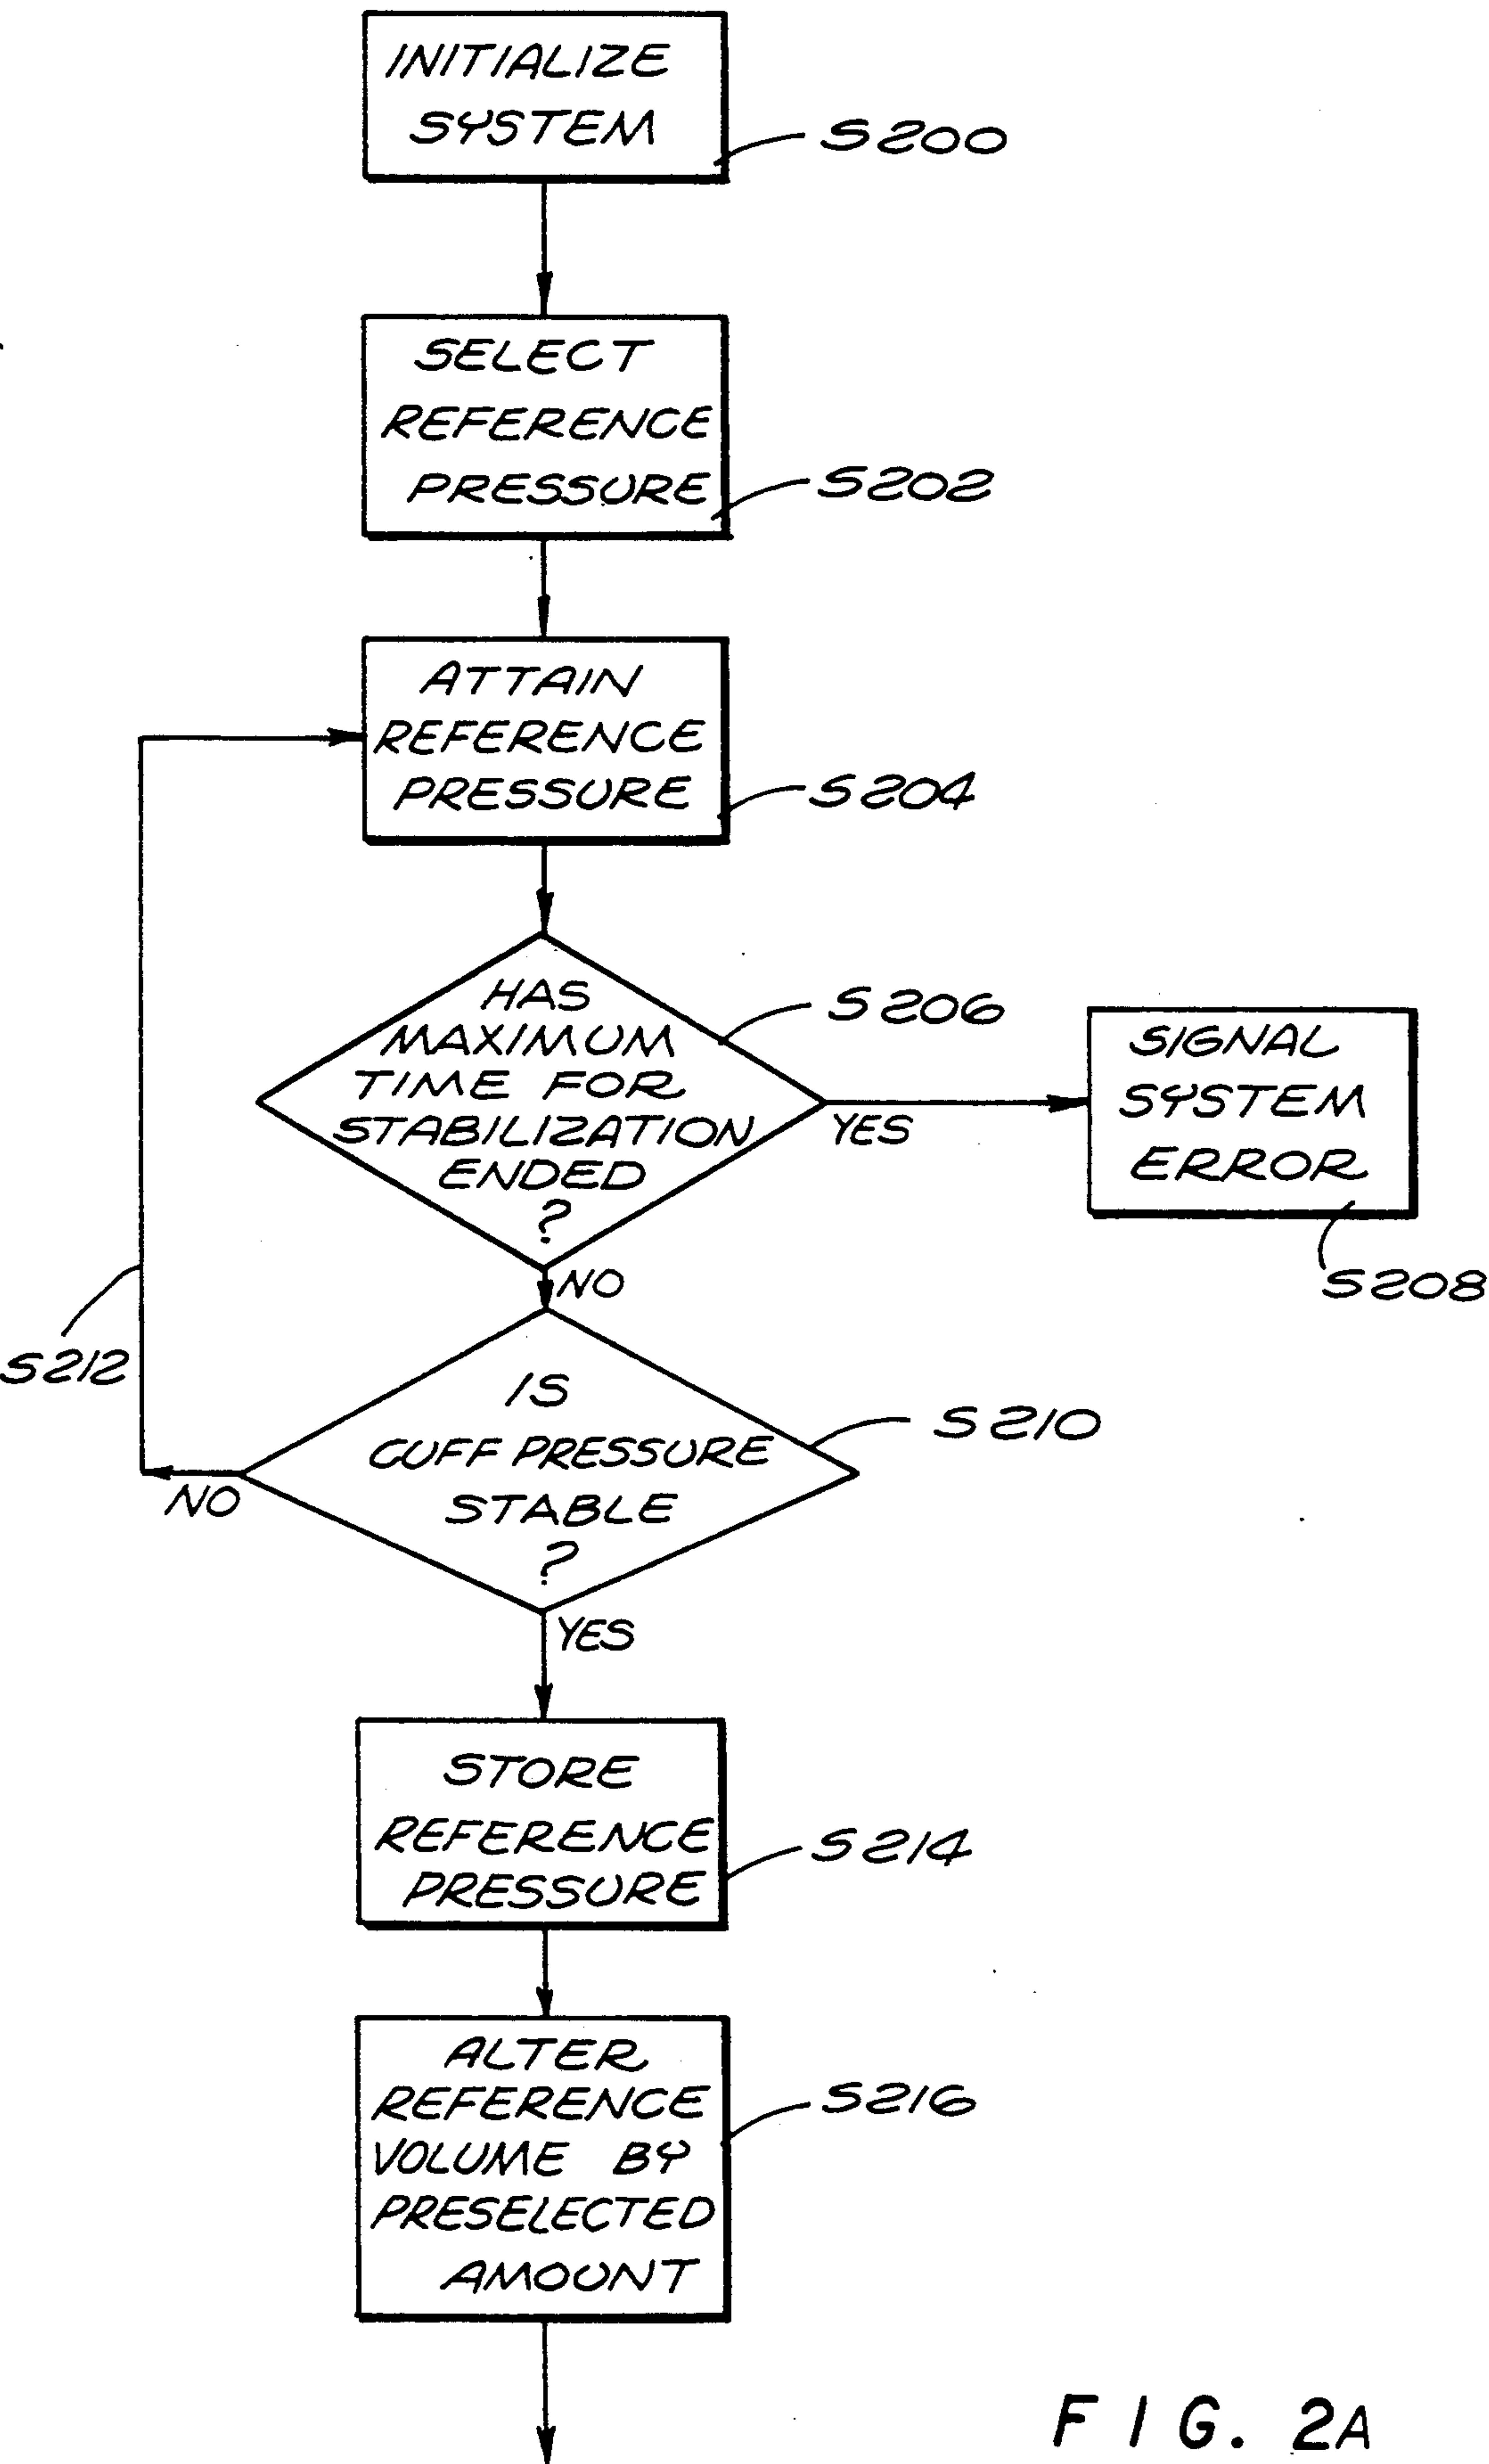 INITIALIZE
SYSTEM
S200
SELECT
REFERENCE
PRESSURE
S202
ATTAIN
REFERENCE
PRESSURE
S204
HAS
MAXIMUM
TIME FOR
STABILIZATION
ENDED
?
S206
YES
SIGNAL
SYSTEM
ERROR
S208
NO
S212
IS
CUFF PRESSURE
STABLE
?
S210
NO
YES
STORE
REFERENCE
PRESSURE
S214
ALTER
REFERENCE
VOLUME BY
PRESELECTED
AMOUNT
S216
FIG. 2A